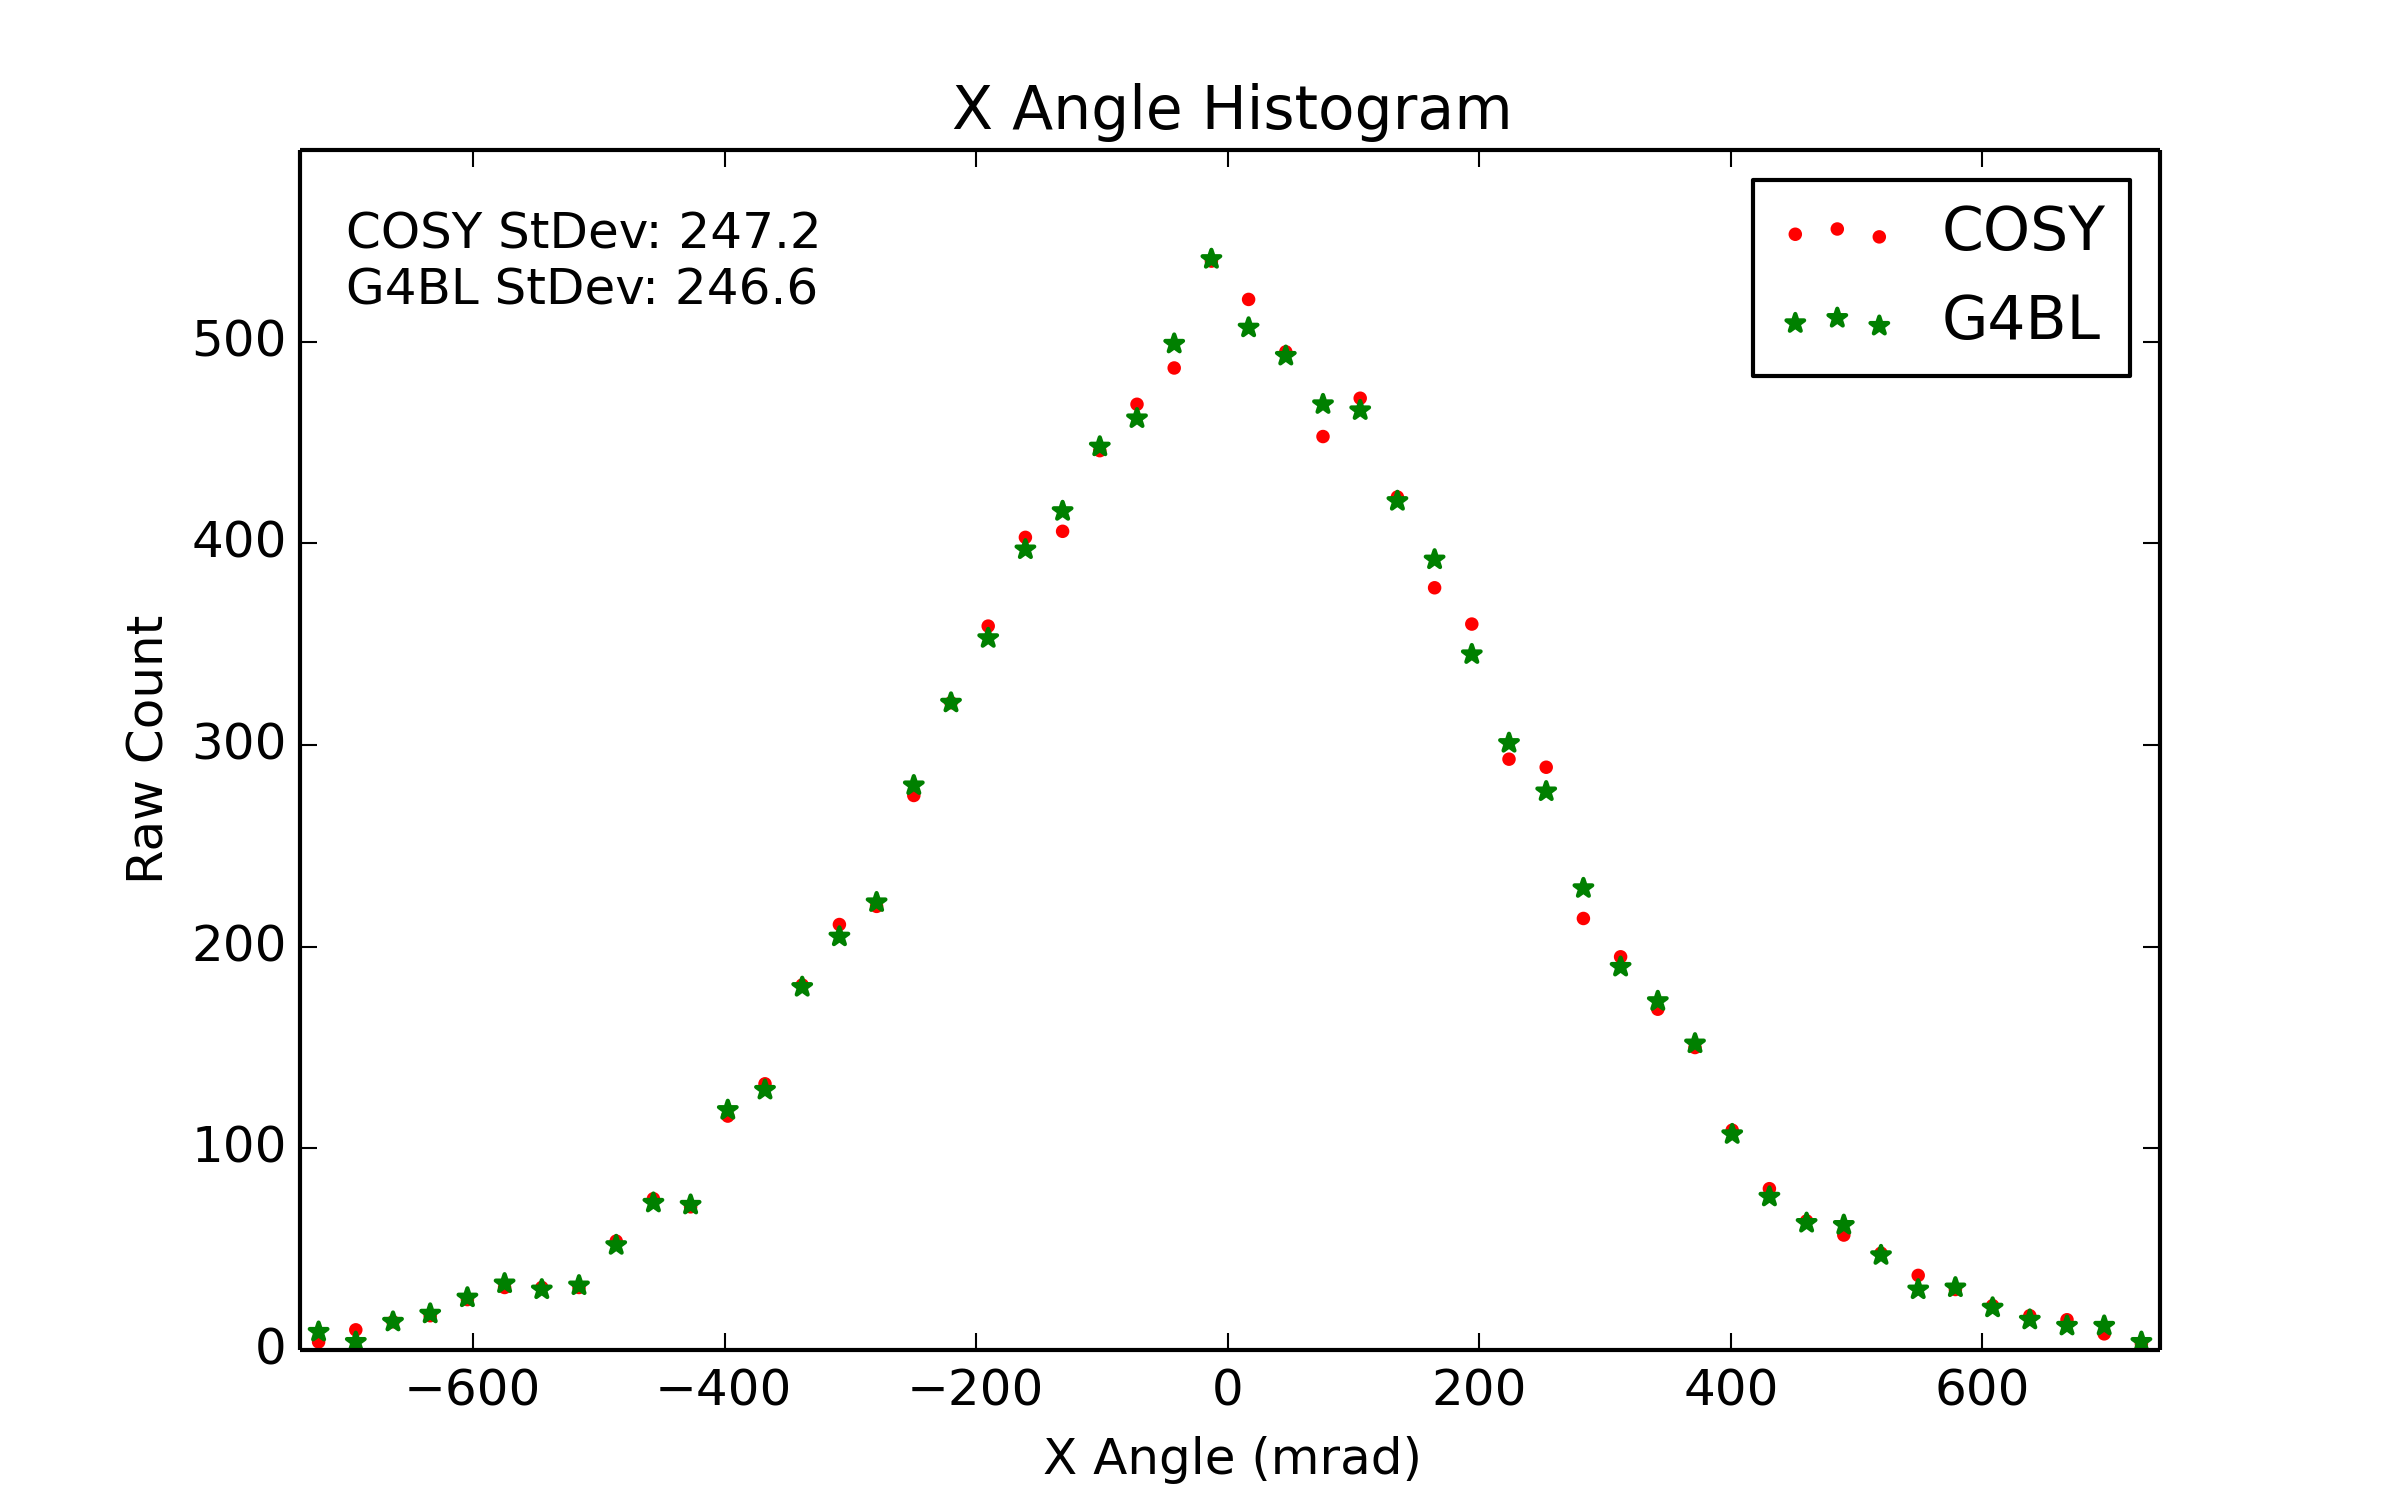 X Angle Histogram
COSY StDev: 247.2
G4BL StDev: 246.6
COSY
G4BL
500
400
300
200
100
0
Raw Count
−600 −400 −200 0 200 400 600
X Angle (mrad)